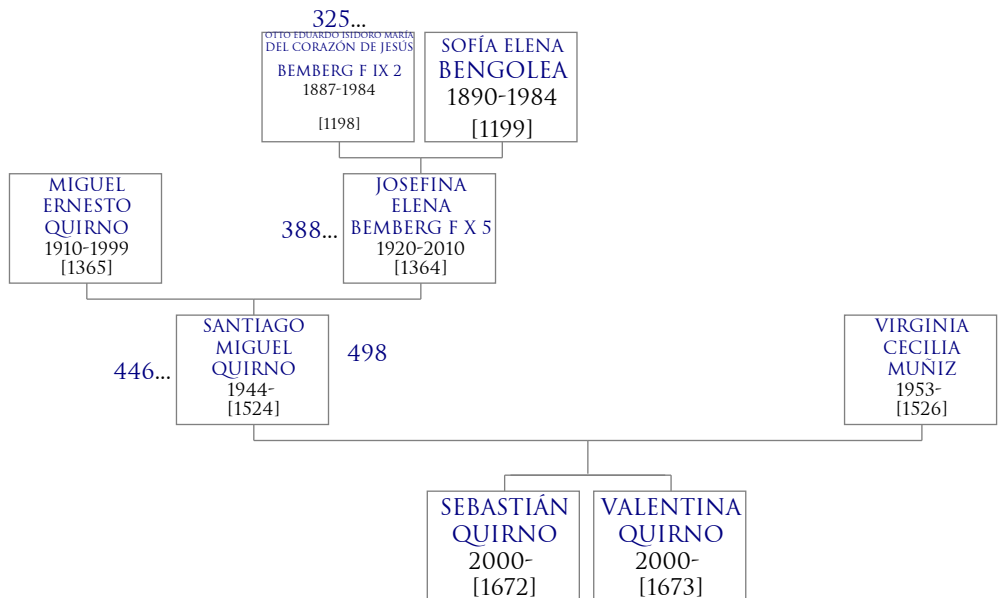 325...
OTTO EDUARDO ISIDORO MARÍA
DEL CORAZÓN DE JESÚS
BEMBERG F IX 2
1887-1984
[1198]
SOFÍA ELENA
BENGOLEA
1890-1984
[1199]
MIGUEL
ERNESTO
QUIRNO
1910-1999
[1365]
388...
JOSEFINA
ELENA
BEMBERG F X 5
1920-2010
[1364]
446...
SANTIAGO
MIGUEL
QUIRNO
1944-
[1524]
498
VIRGINIA
CECILIA
MUÑIZ
1953-
[1526]
SEBASTIÁN
QUIRNO
2000-
[1672]
VALENTINA
QUIRNO
2000-
[1673]